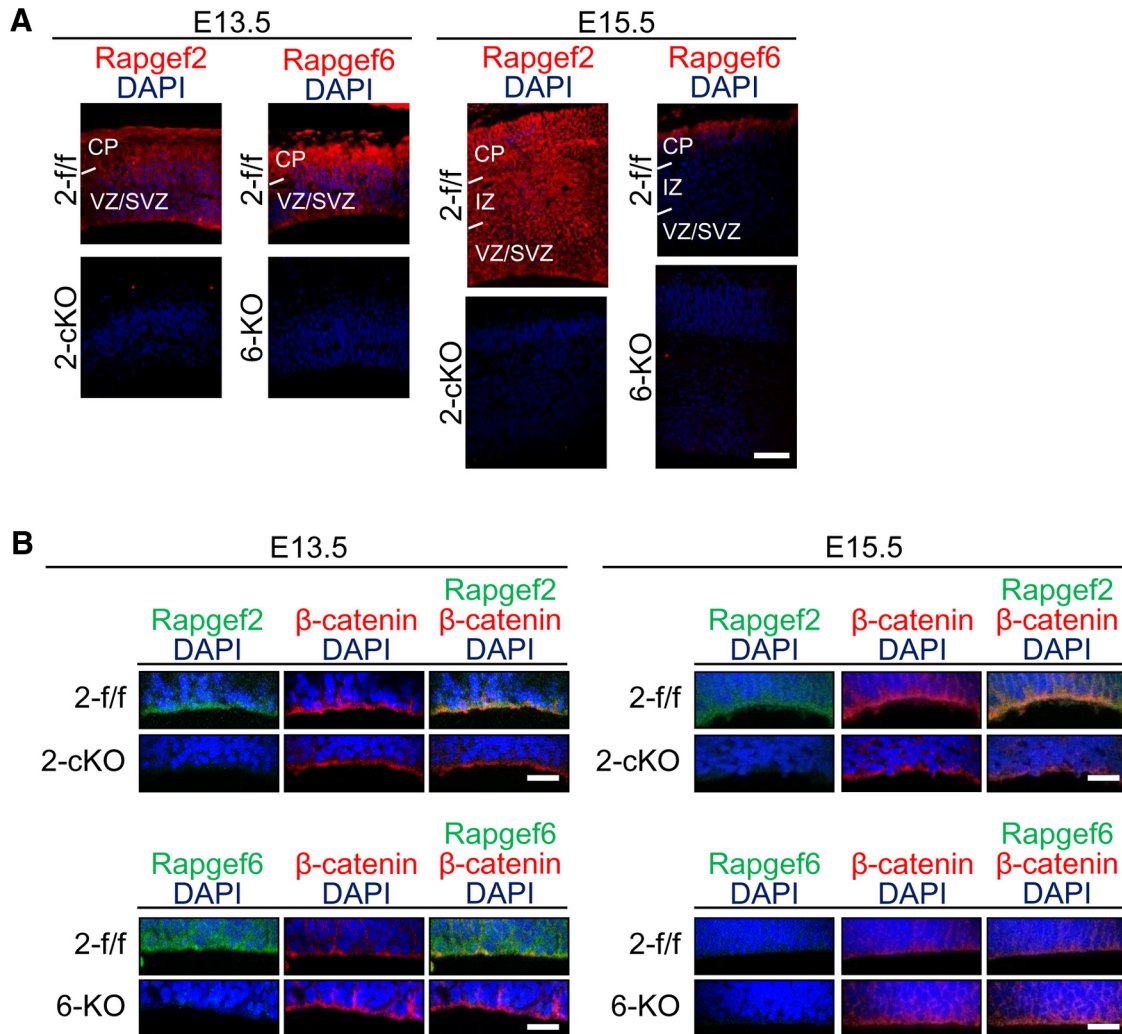 A
E13.5
E15.5
Rapgef2
DAPI
Rapgef6
DAPI
Rapgef2
DAPI
Rapgef6
DAPI
2-f/f
CP
VZ/SVZ
2-f/f
CP
VZ/SVZ
2-f/f
CP
IZ
VZ/SVZ
2-f/f
CP
IZ
VZ/SVZ
2-cKO
6-KO
2-cKO
6-KO
B
E13.5
Rapgef2
DAPI
β-catenin
DAPI
Rapgef2
β-catenin
DAPI
2-f/f
2-cKO
Rapgef6
DAPI
β-catenin
DAPI
Rapgef6
β-catenin
DAPI
2-f/f
6-KO
E15.5
Rapgef2
DAPI
β-catenin
DAPI
Rapgef2
β-catenin
DAPI
2-f/f
2-cKO
Rapgef6
DAPI
β-catenin
DAPI
Rapgef6
β-catenin
DAPI
2-f/f
6-KO